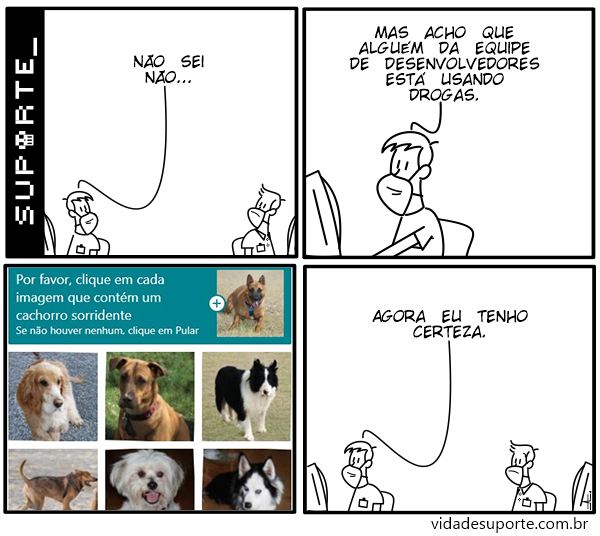 SUPORTE_
NÃO SEI
NÃO...
MAS ACHO QUE
ALGUÉM DA EQUIPE
DE DESENVOLVEDORES
ESTÁ USANDO
DROGAS.
Por favor, clique em cada
imagem que contém um
cachorro sorridente
Se não houver nenhum, clique em Pular
AGORA EU TENHO
CERTEZA.
vidadesuporte.com.br